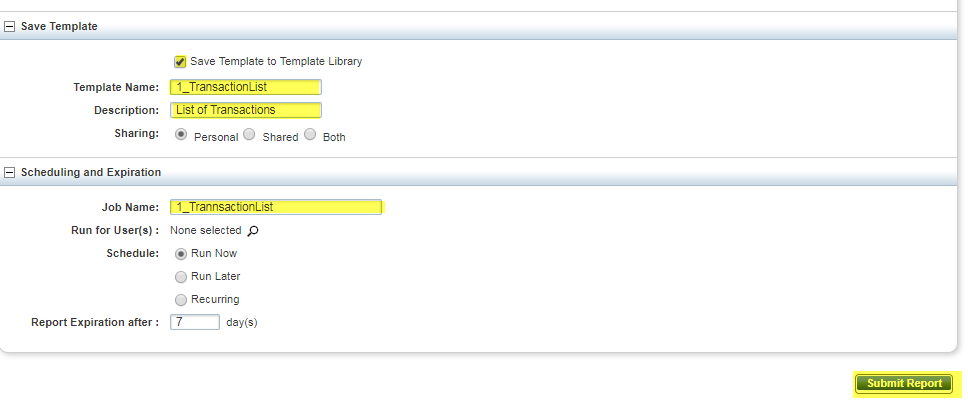 Save Template
Save Template to Template Library
Template Name: 1_TransactionList
Description: List of Transactions
Sharing: Personal Shared Both
Scheduling and Expiration
Job Name: 1_TrannsactionList
Run for User(s) : None selected
Schedule: Run Now
Run Later
Recurring
Report Expiration after : 7 day(s)
Submit Report